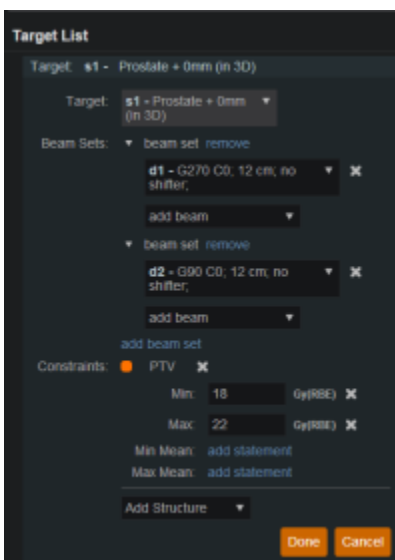 Target List
Target: s1 - Prostate + 0mm (in 3D)
Target: s1 - Prostate + 0mm
(in 3D)
Beam Sets: beam set remove
d1 - G270 C0; 12 cm; no
shifter;
add beam
beam set remove
d2 - G90 C0; 12 cm; no
shifter;
add beam
add beam set
Constraints: PTV
Min: 18 Gy(RBE)
Max: 22 Gy(RBE)
Min Mean: add statement
Max Mean: add statement
Add Structure
Done Cancel